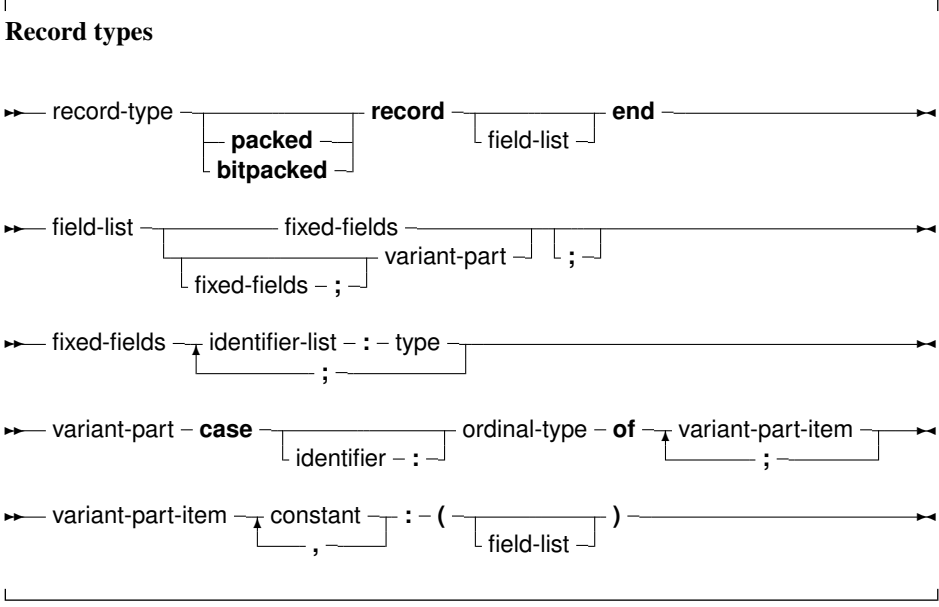 Record types
record-type record end
packed field-list
bitpacked
field-list fixed-fields
variant-part ;
fixed-fields ;
fixed-fields identifier-list : type
;
variant-part case ordinal-type of variant-part-item
identifier : ;
variant-part-item constant : ( )
, field-list